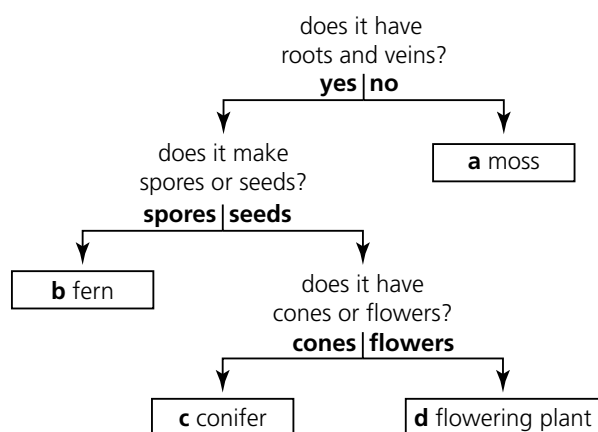 does it have
roots and veins?
yes no
does it make
spores or seeds?
a moss
spores seeds
b fern
does it have
cones or flowers?
cones flowers
c conifer
d flowering plant